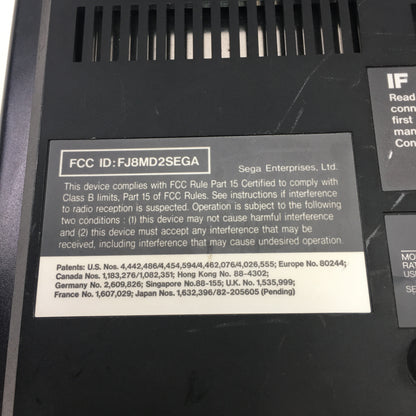 FCC ID: FJ8MD2SEGA
Sega Enterprises, Ltd.
This device complies with FCC Rule Part 15 Certified to comply with
Class B limits, Part 15 of FCC Rules. See instructions if interference
to radio reception is suspected. Operation is subject to the following
two conditions : (1) this device may not cause harmful interference
and (2) this device must accept any interference that may be
received, including interference that may cause undesired operation.
Patents: U.S. Nos. 4,442,486/4,454,594/4,462,076/4,026,555; Europe No. 80244;
Canada Nos. 1,183,276/1,082,351; Hong Kong No. 88-4302;
Germany No. 2,609,826; Singapore No.88-155; U.K. No. 1,535,999;
France No. 1,607,029; Japan Nos. 1,632,396/82-205605 (Pending)
IF
Read
conne
first
man
Con
MO
RAT
USE
SE